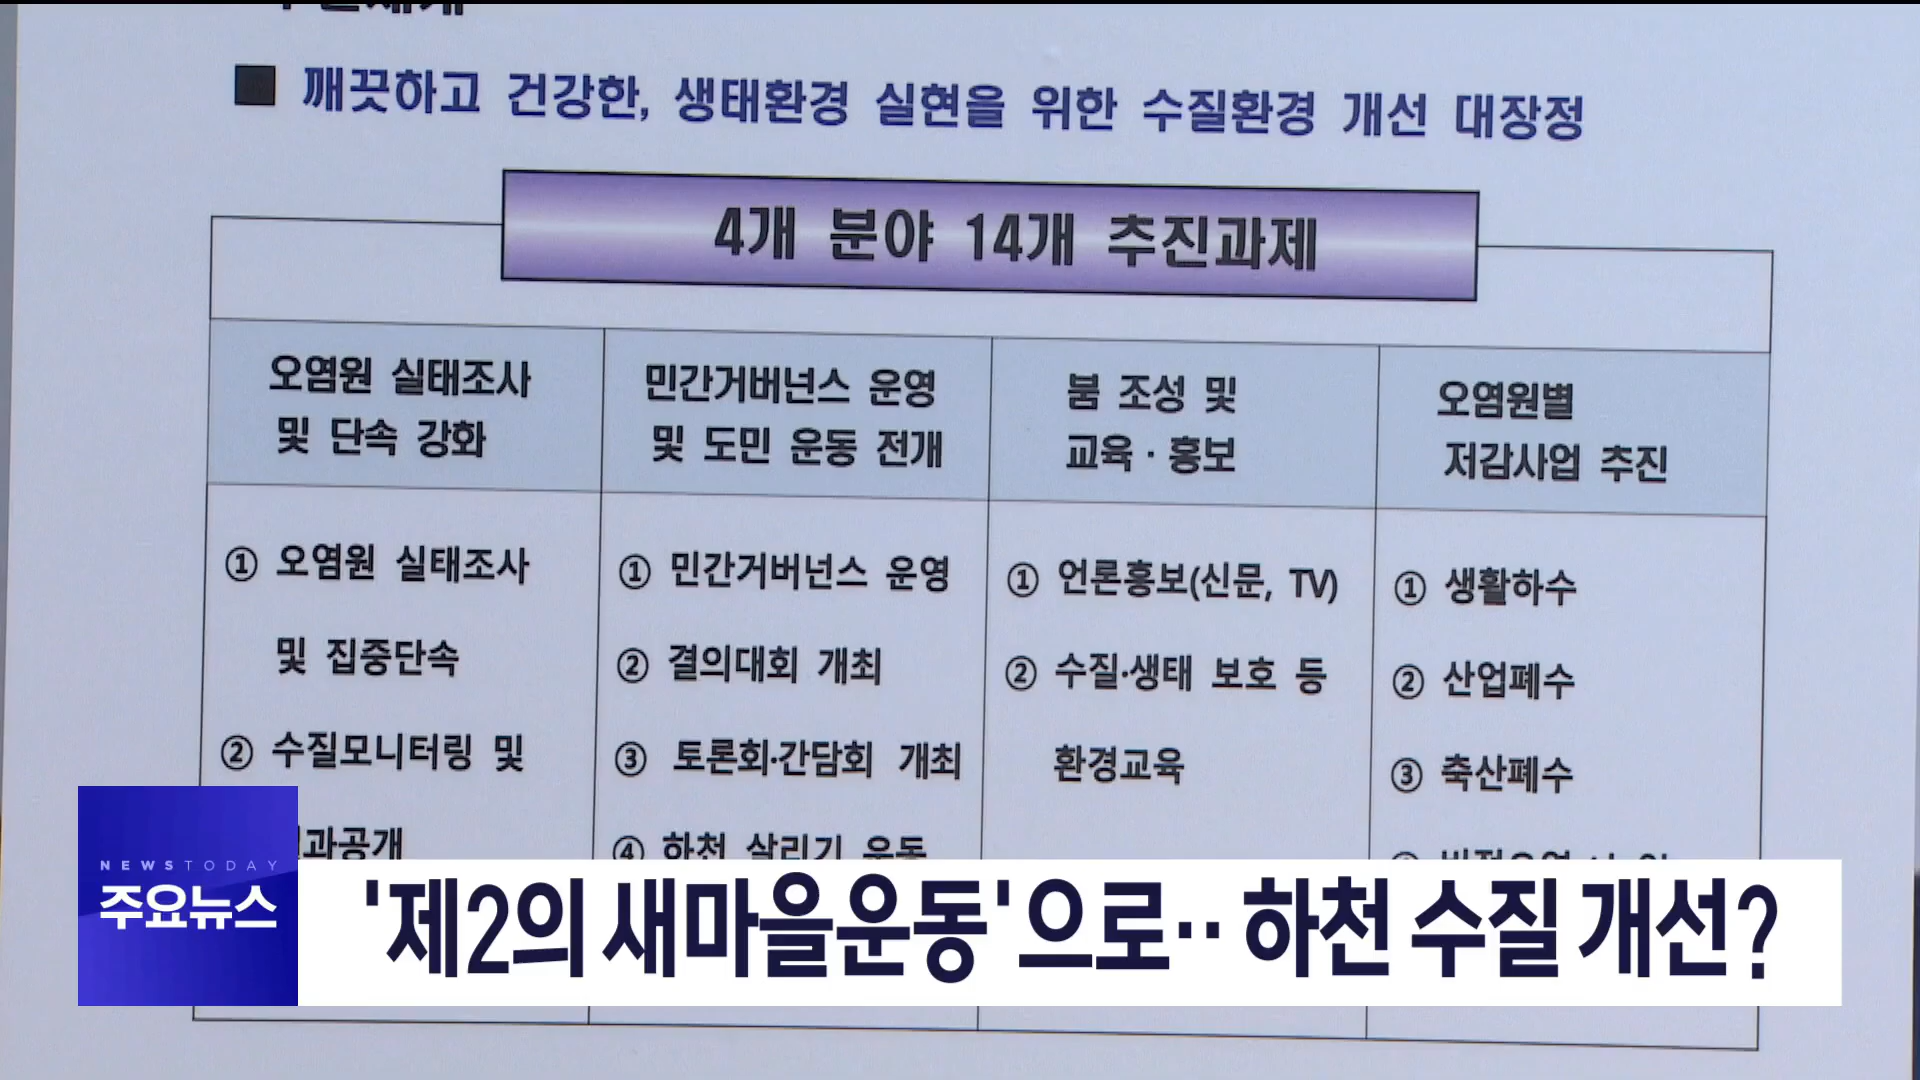 ■ 깨끗하고 건강한, 생태환경 실현을 위한 수질환경 개선 대장정
4개 분야 14개 추진과제
오염원 실태조사
및 단속 강화
민간거버넌스 운영
및 도민 운동 전개
붐 조성 및
교육·홍보
오염원별
저감사업 추진
① 오염원 실태조사
및 집중단속
② 수질모니터링 및
과공개
① 민간거버넌스 운영
② 결의대회 개최
③ 토론회·간담회 개최
④ 하천 살리기 운동
① 언론홍보(신문, TV)
② 수질·생태 보호 등
환경교육
① 생활하수
② 산업폐수
③ 축산폐수
NEWSTODAY
주요뉴스
'제2의 새마을운동'으로‥ 하천 수질 개선?